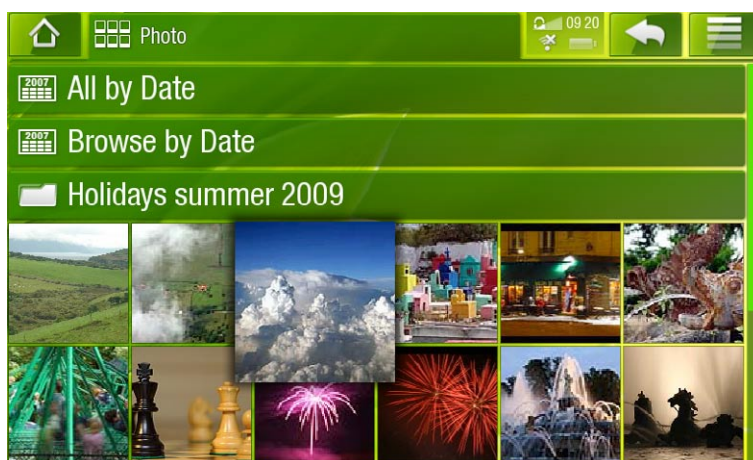 Photo
09 20
2007
All by Date
2007
Browse by Date
Holidays summer 2009